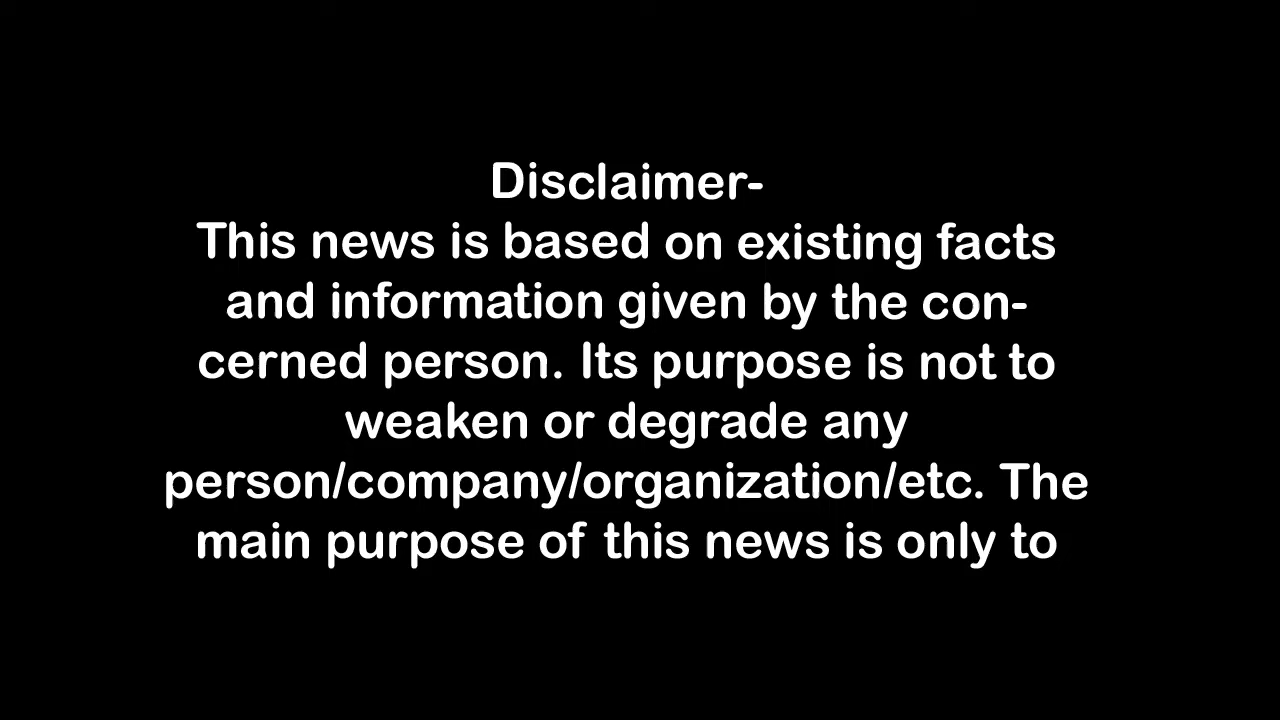 Disclaimer-
This news is based on existing facts
and information given by the con-
cerned person. Its purpose is not to
weaken or degrade any
person/company/organization/etc. The
main purpose of this news is only to